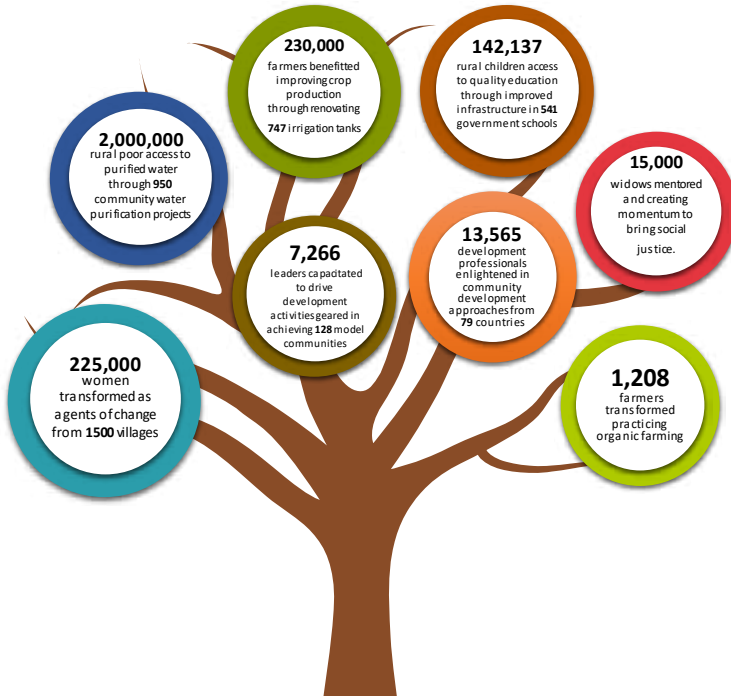 230,000
farmers benefitted
improving crop
production
through renovating
747 irrigation tanks
142,137
rural children access
to quality education
through improved
infrastructure in 541
government schools
2,000,000
rural poor access to
purified water
through 950
community water
purification projects
15,000
widows mentored
and creating
momentum to
bring social
justice.
7,266
leaders capacitated
to drive
development
activities geared in
achieving 128 model
communities
13,565
development
professionals
enlightened in
community
development
approaches from
79 countries
225,000
women
transformed as
agents of change
from 1500 villages
1,208
farmers
transformed
practicing
organic farming